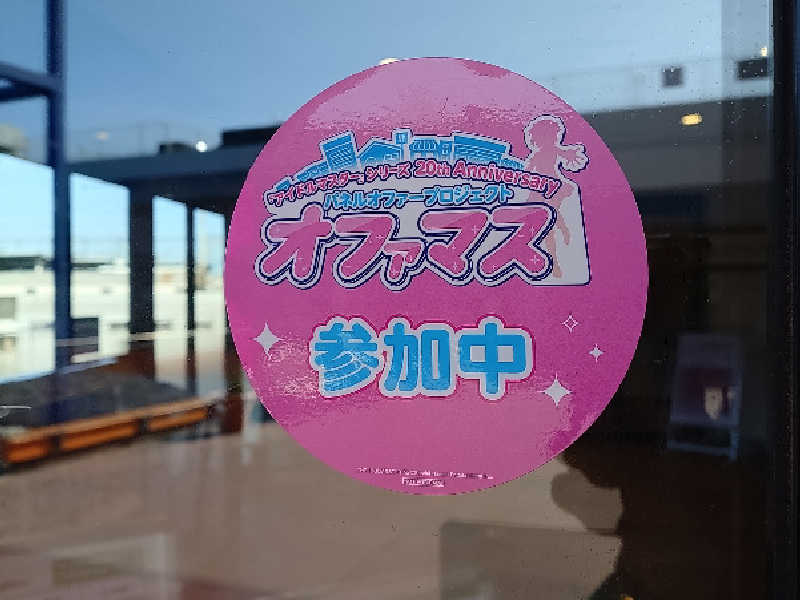 「アイドルマスター」シリーズ 20th Anniversary
パネルオファープロジェクト
オファマス
参加中